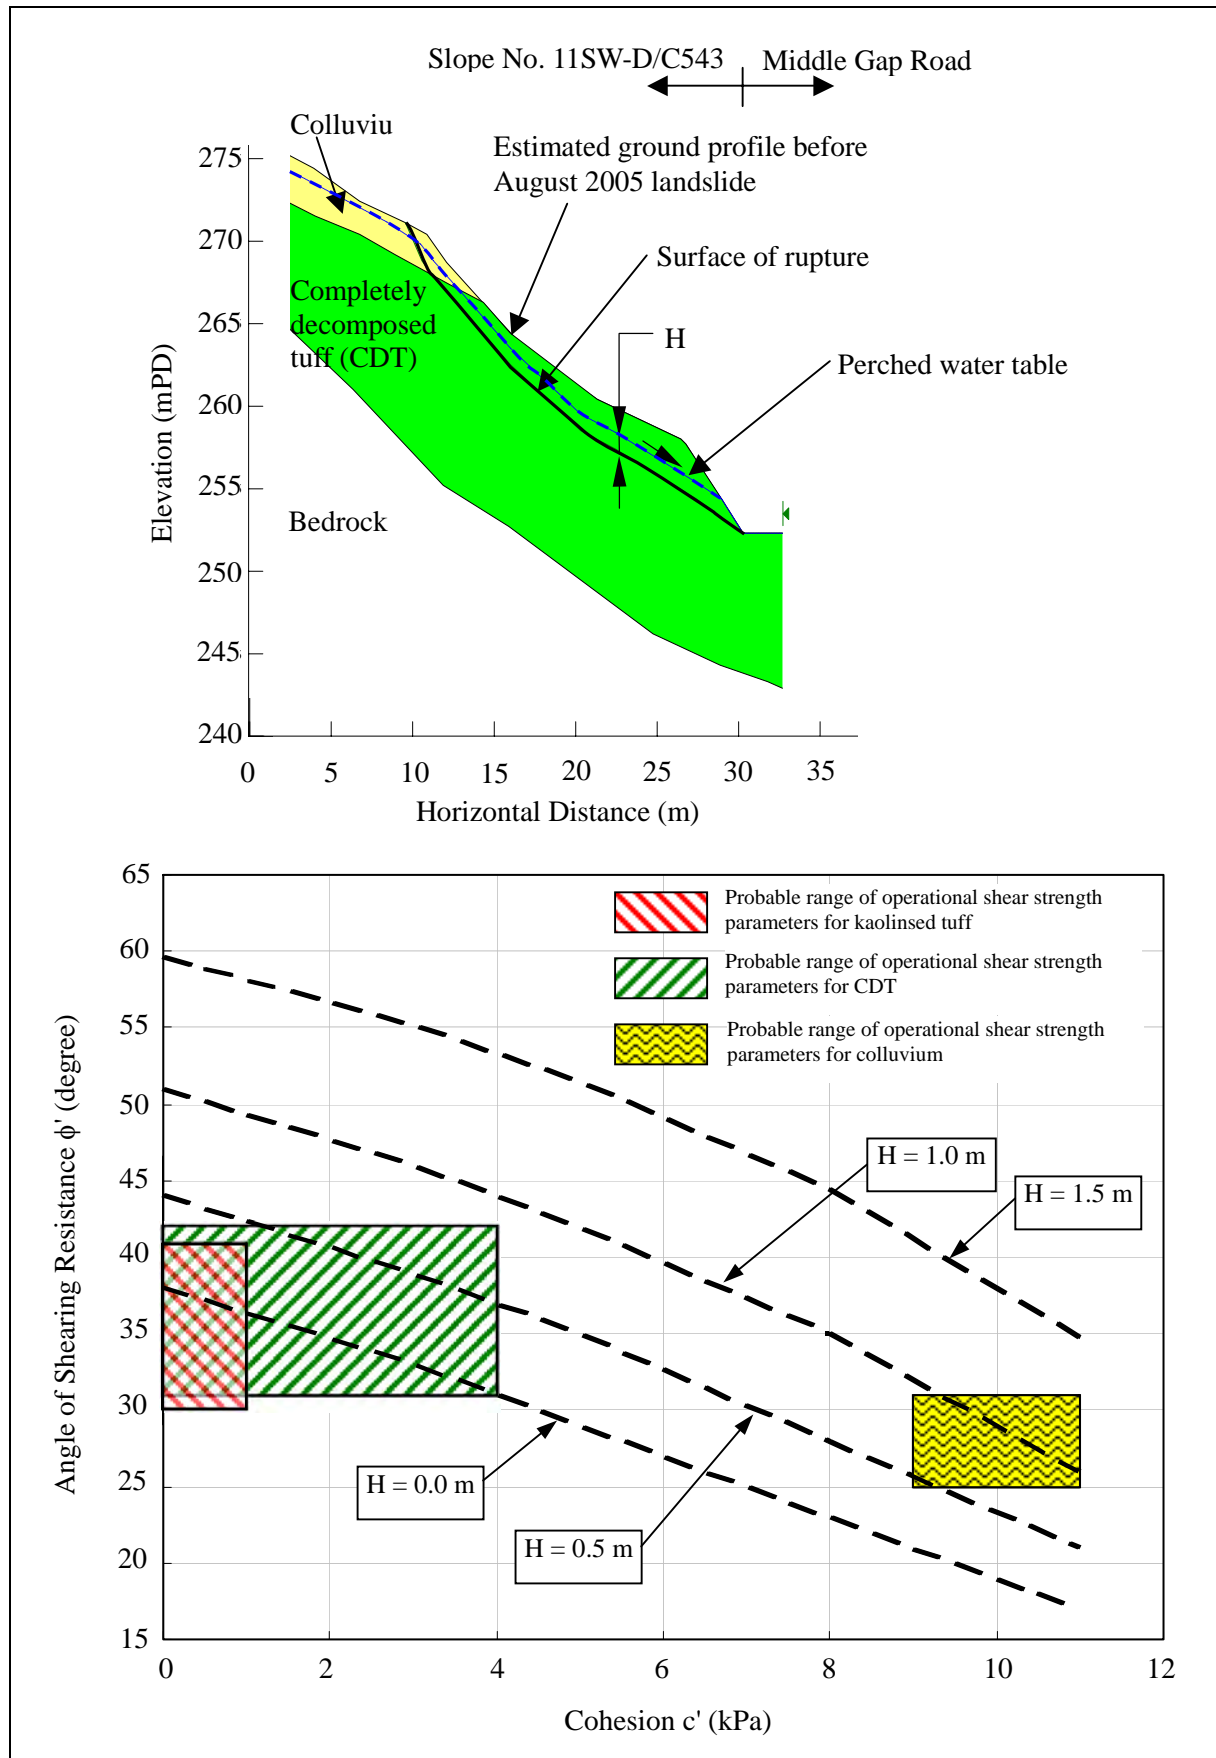 Slope No. 11SW-D/C543
Middle Gap Road
Colluviu
Estimated ground profile before
August 2005 landslide
Surface of rupture
H
Perched water table
Completely
decomposed
tuff (CDT)
Bedrock
Elevation (mPD)
275
270
265
260
255
250
245
240
0 5 10 15 20 25 30 35
Horizontal Distance (m)
Probable range of operational shear strength
parameters for kaolinsed tuff
Probable range of operational shear strength
parameters for CDT
Probable range of operational shear strength
parameters for colluvium
H = 1.0 m
H = 1.5 m
H = 0.0 m
H = 0.5 m
Angle of Shearing Resistance ϕ' (degree)
65
60
55
50
45
40
35
30
25
20
15
0 2 4 6 8 10 12
Cohesion c' (kPa)